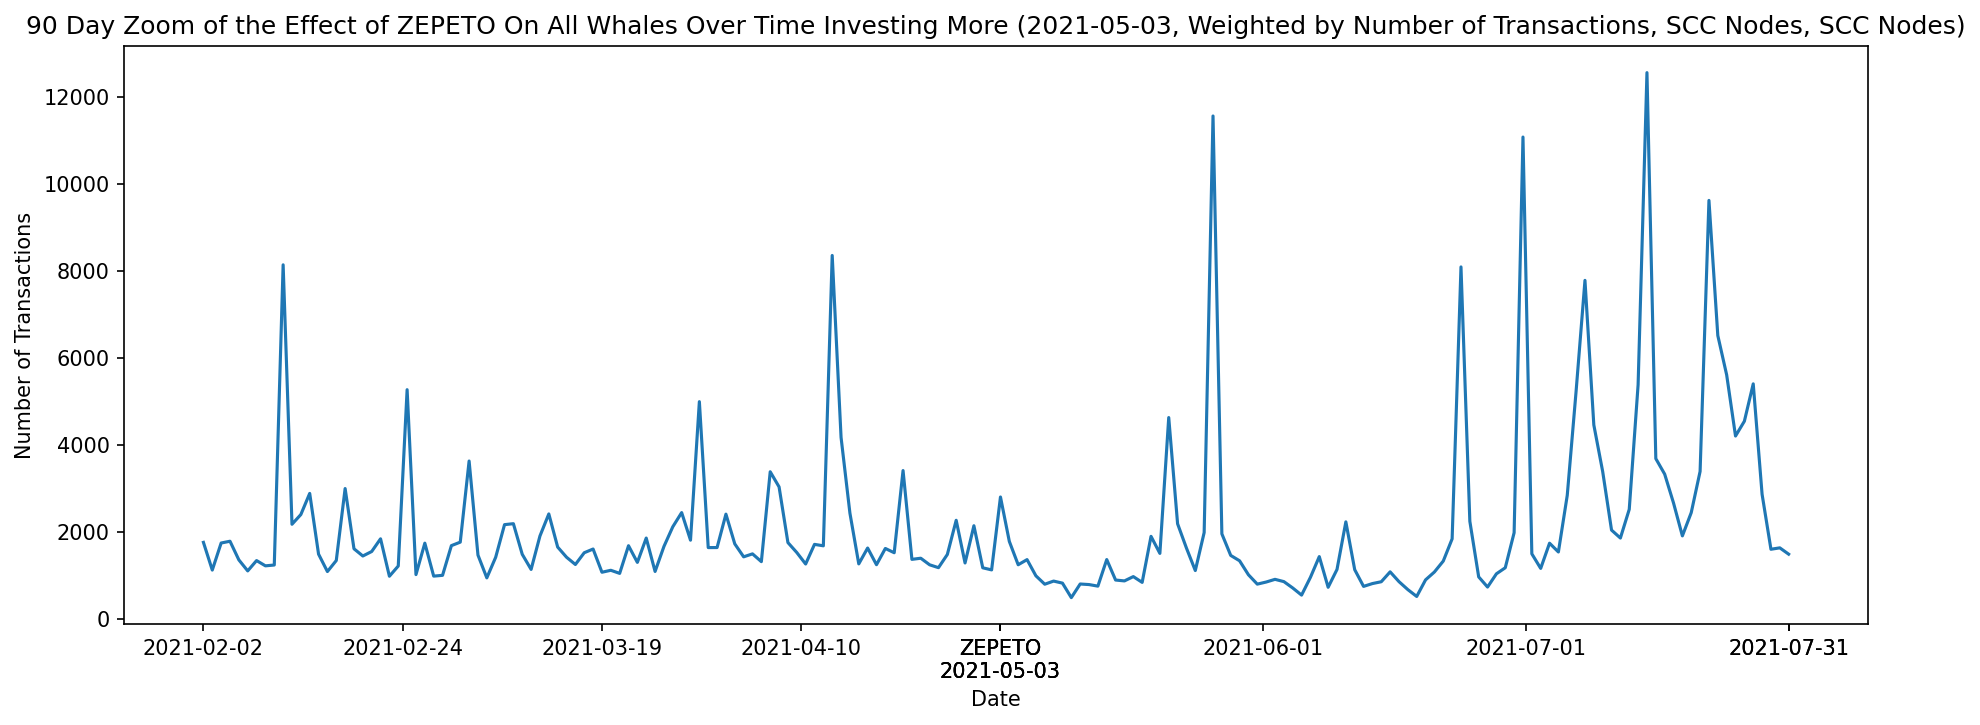 90 Day Zoom of the Effect of ZEPETO On All Whales Over Time Investing More (2021-05-03, Weighted by Number of Transactions, SCC Nodes, SCC Nodes)
Number of Transactions
12000
10000
8000
6000
4000
2000
0
2021-02-02 2021-02-24 2021-03-19 2021-04-10 ZEPETO 2021-06-01 2021-07-01 2021-07-31
2021-05-03
Date